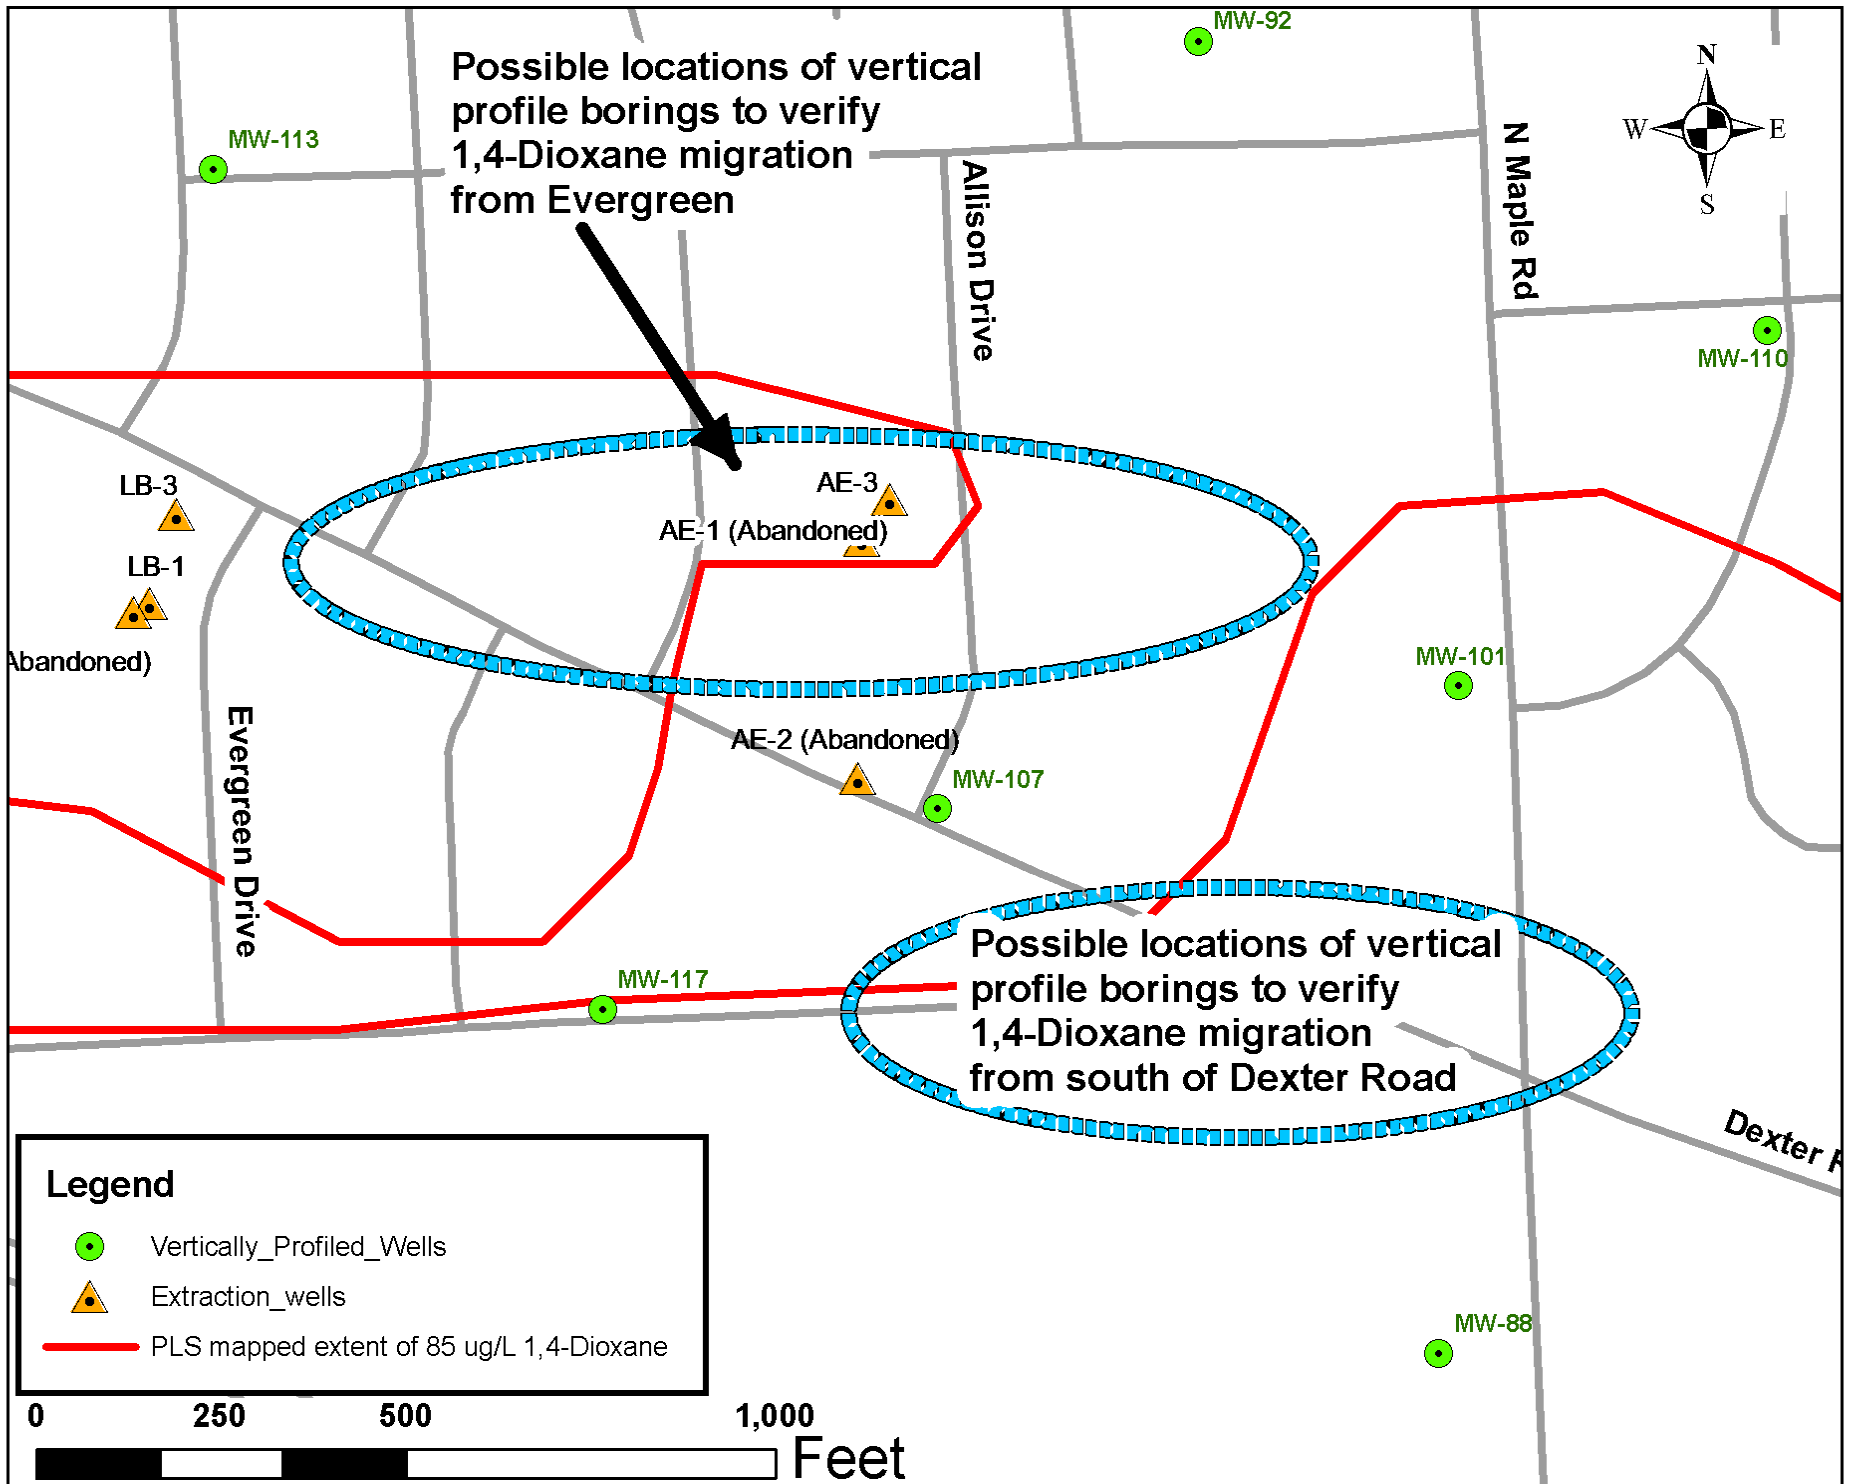 MW-92
Possible locations of vertical
profile borings to verify
1,4-Dioxane migration
from Evergreen
N
W
E
S
MW-113
Allison Drive
N Maple Rd
MW-110
LB-3
AE-3
AE-1 (Abandoned)
LB-1
Abandoned)
MW-101
Evergreen Drive
AE-2 (Abandoned)
MW-107
Possible locations of vertical
profile borings to verify
1,4-Dioxane migration
from south of Dexter Road
MW-117
Dexter R
Legend
Vertically_Profiled_Wells
Extraction_wells
PLS mapped extent of 85 ug/L 1,4-Dioxane
MW-88
0 250 500 1,000
Feet